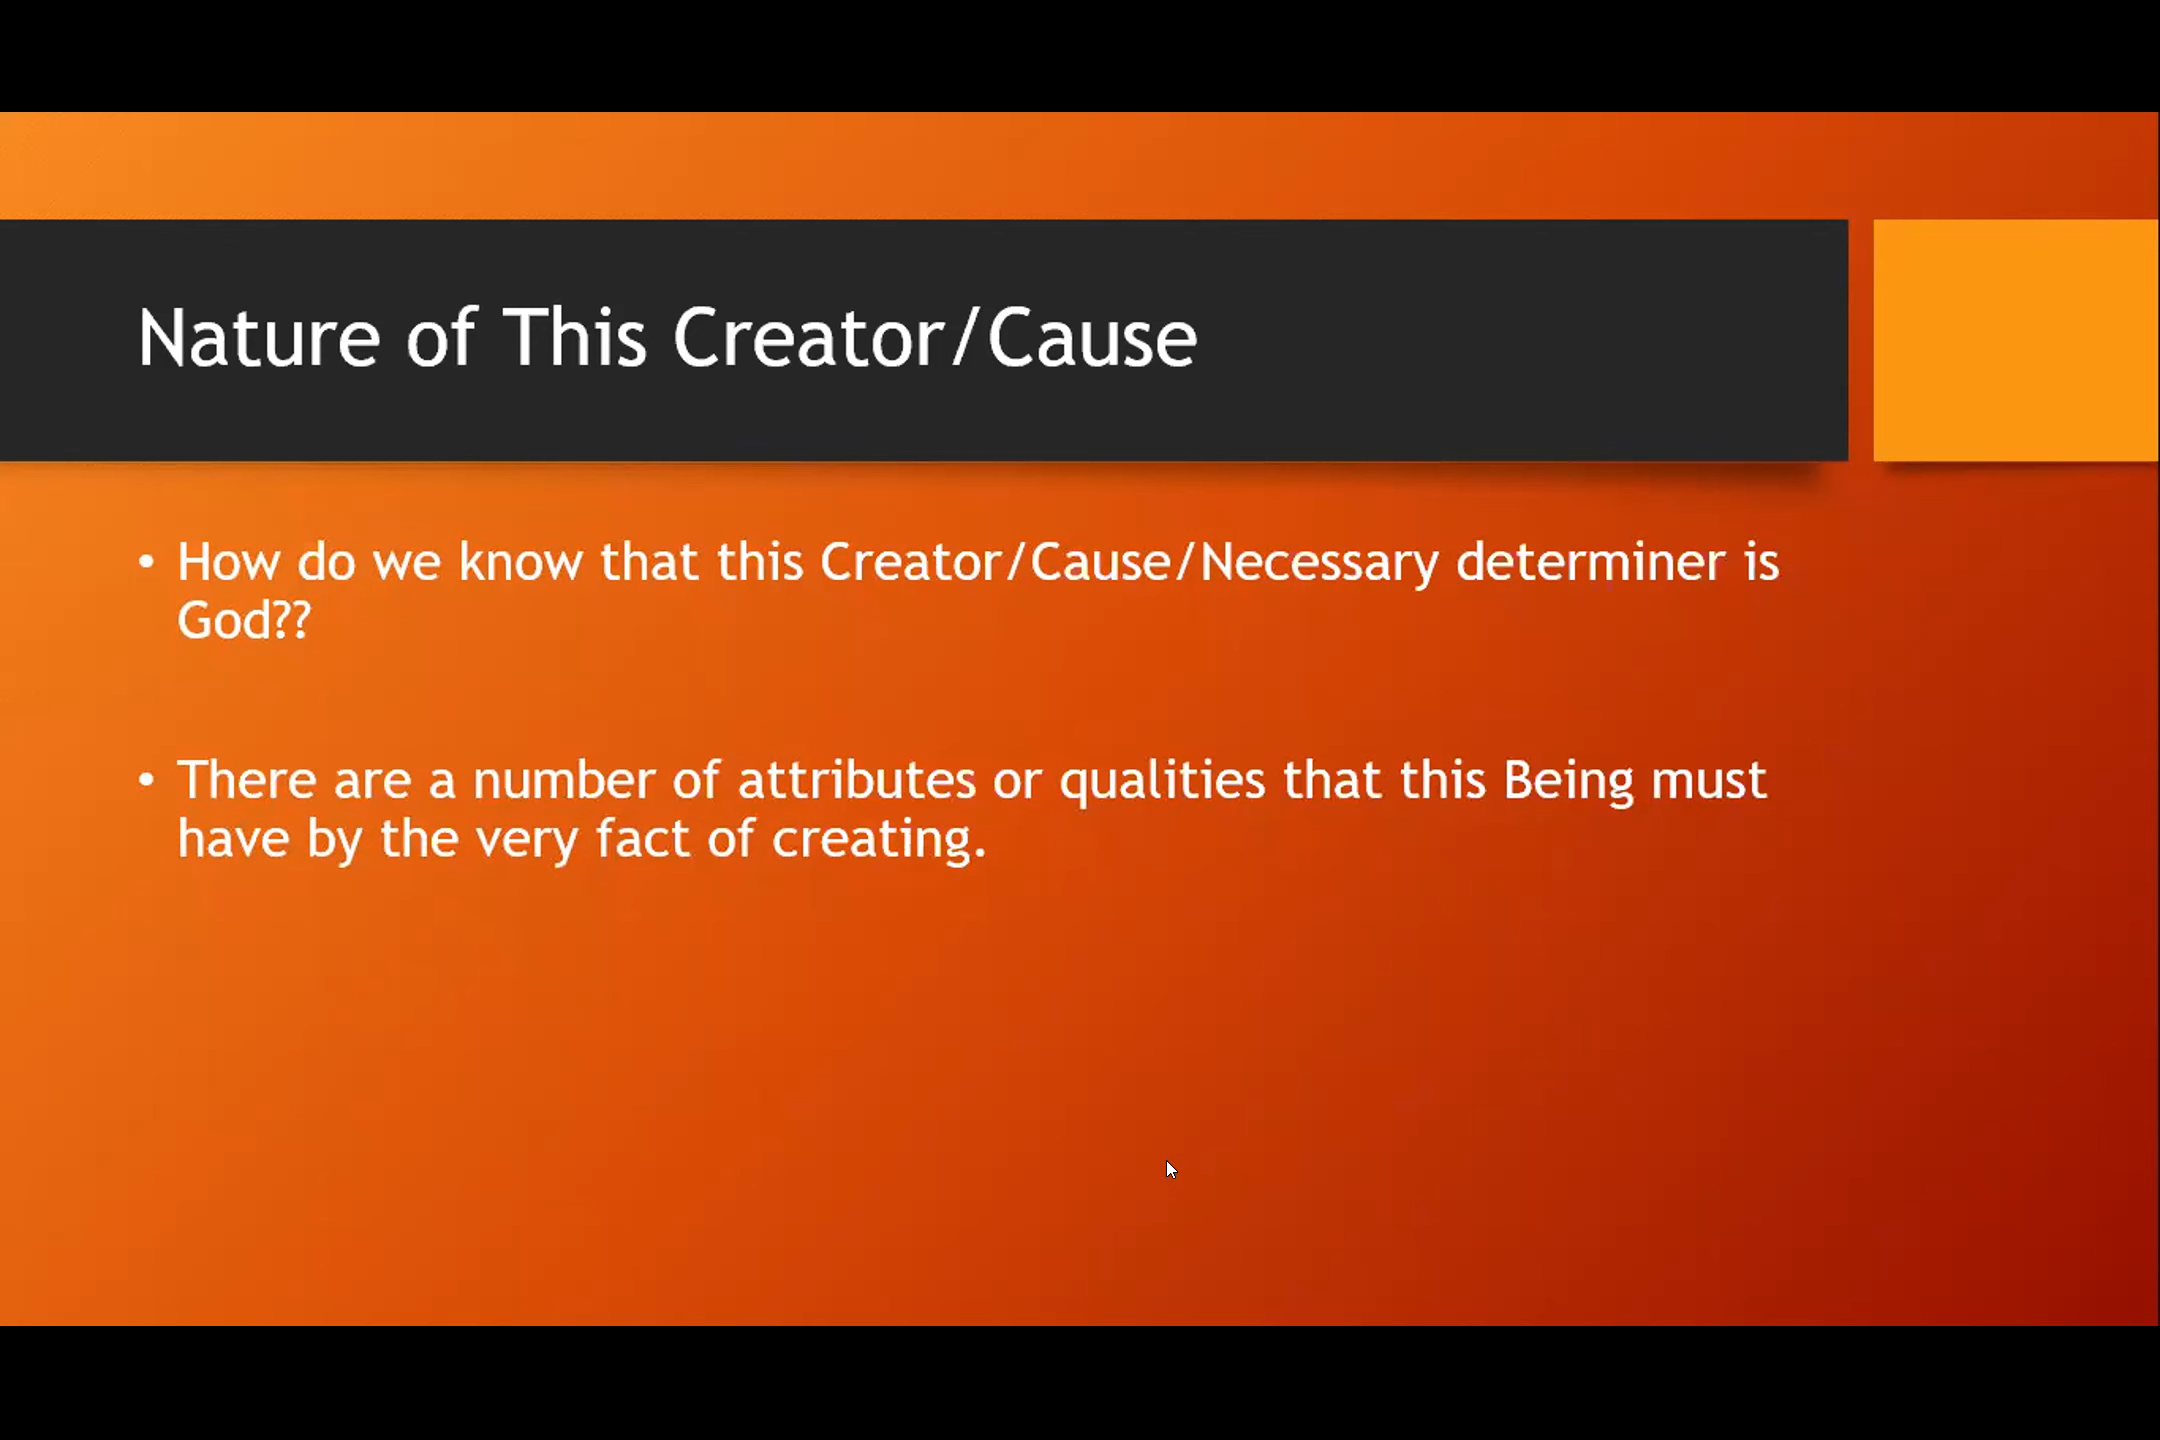 Nature of This Creator/Cause
• How do we know that this Creator/Cause/Necessary determiner is
God??
• There are a number of attributes or qualities that this Being must
have by the very fact of creating.